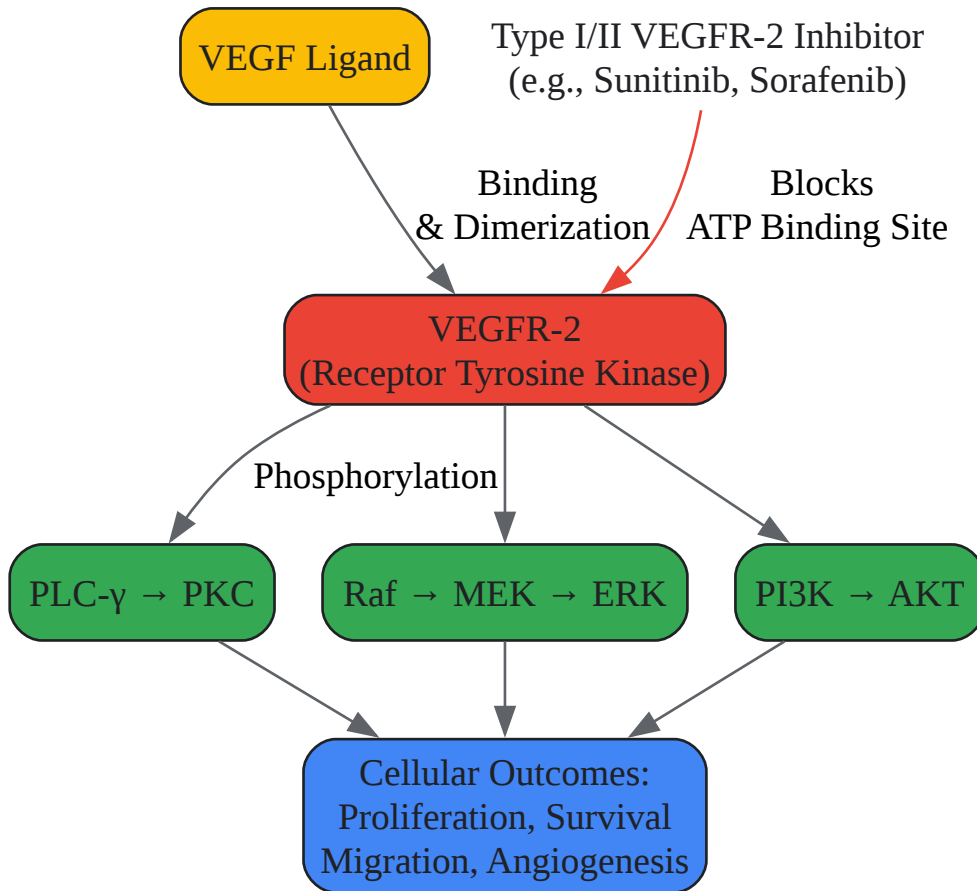 VEGF Ligand
Type I/II VEGFR-2 Inhibitor
(e.g., Sunitinib, Sorafenib)
Binding
& Dimerization
Blocks
ATP Binding Site
VEGFR-2
(Receptor Tyrosine Kinase)
Phosphorylation
PLC-γ → PKC
Raf → MEK → ERK
PI3K → AKT
Cellular Outcomes:
Proliferation, Survival
Migration, Angiogenesis